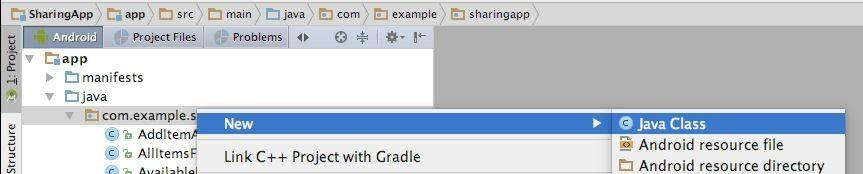 SharingApp app src main java com example sharingapp
Android Project Files Problems
1: Project
app
manifests
java
com.example.s
New
Java Class
AddItemA
AllItemsF
Link C++ Project with Gradle
Android resource file
Structure
Available
Android resource directory